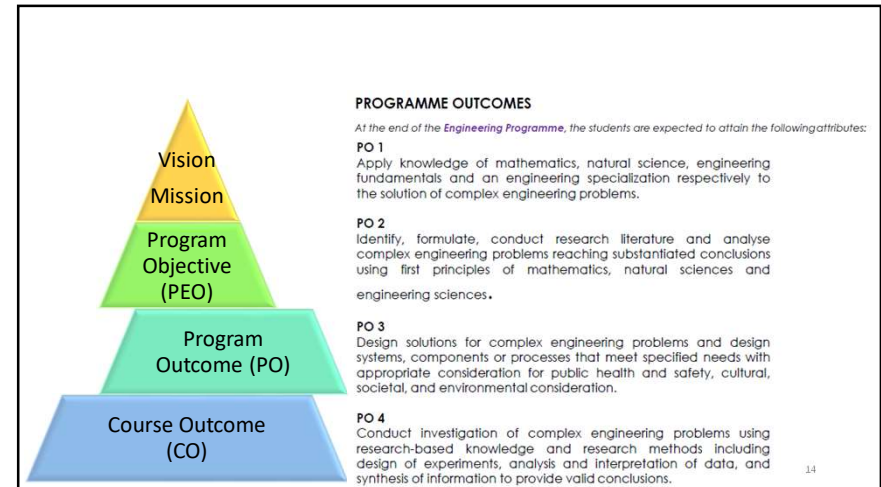 Vision
Mission
Program
Objective
(PEO)
Program
Outcome (PO)
Course Outcome
(CO)
PROGRAMME OUTCOMES
At the end of the Engineering Programme, the students are expected to attain the following attributes:
PO 1
Apply knowledge of mathematics, natural science, engineering
fundamentals and an engineering specialization respectively to
the solution of complex engineering problems.
PO 2
Identify, formulate, conduct research literature and analyse
complex engineering problems reaching substantiated conclusions
using first principles of mathematics, natural sciences and
engineering sciences.
PO 3
Design solutions for complex engineering problems and design
systems, components or processes that meet specified needs with
appropriate consideration for public health and safety, cultural,
societal, and environmental consideration.
PO 4
Conduct investigation of complex engineering problems using
research-based knowledge and research methods including
design of experiments, analysis and interpretation of data, and
synthesis of information to provide valid conclusions.
14